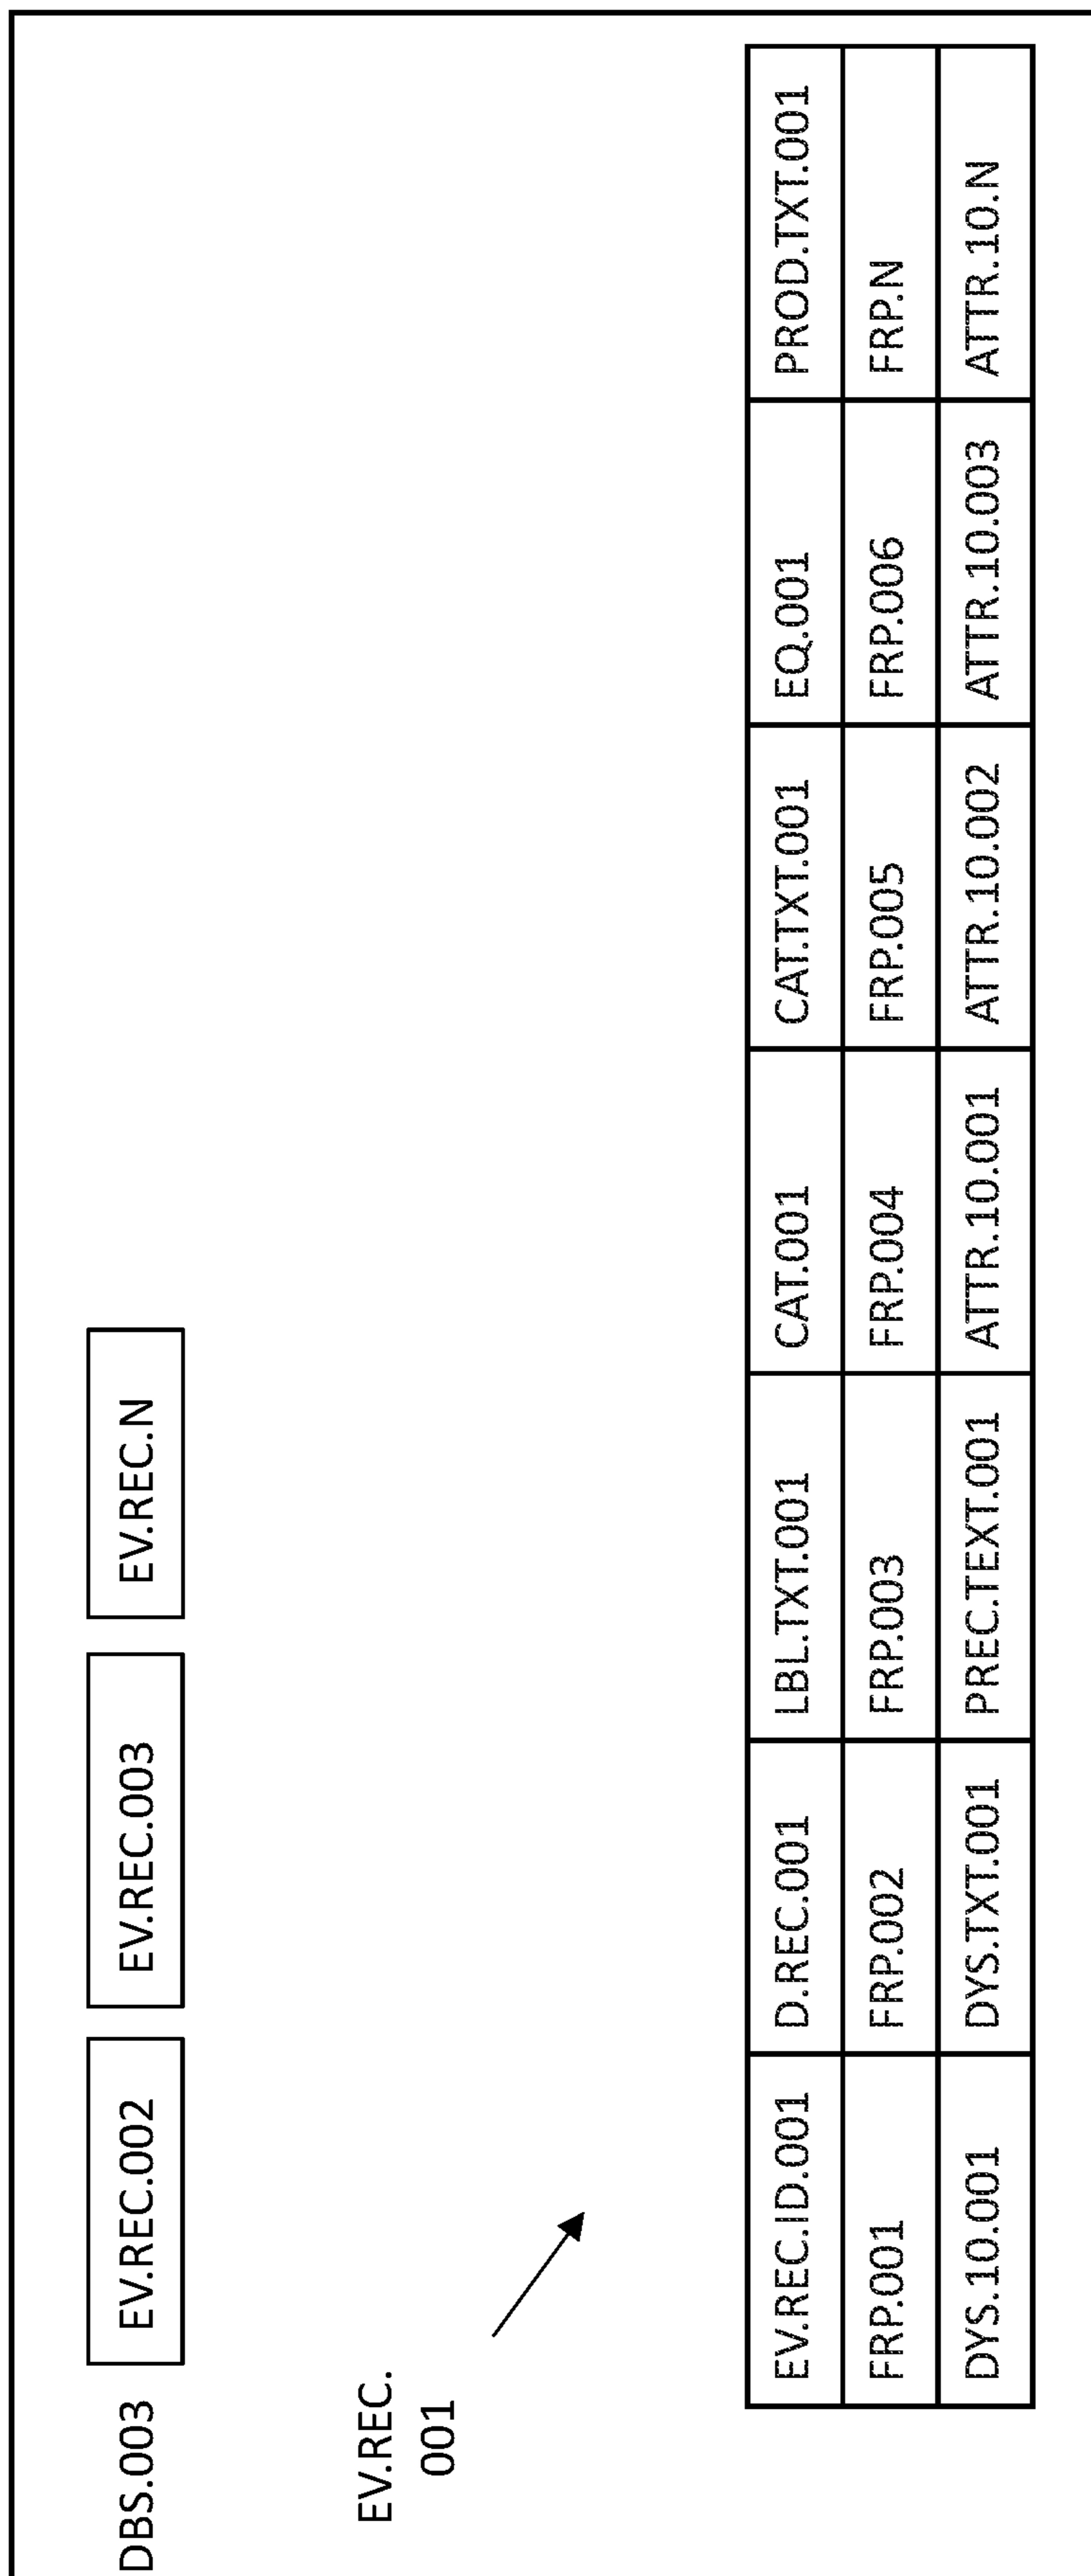 DBS.003 EV.REC.002 EV.REC.003 EV.REC.N
EV.REC.
001
EV.REC.ID.001 D.REC.001 LBL.TXT.001 CAT.001 CAT.TXT.001 EQ.001 PROD.TXT.001
FRP.001 FRP.002 FRP.003 FRP.004 FRP.005 FRP.006 FRP.N
DYS.10.001 DYS.TXT.001 PREC.TEXT.001 ATTR.10.001 ATTR.10.002 ATTR.10.003 ATTR.10.N